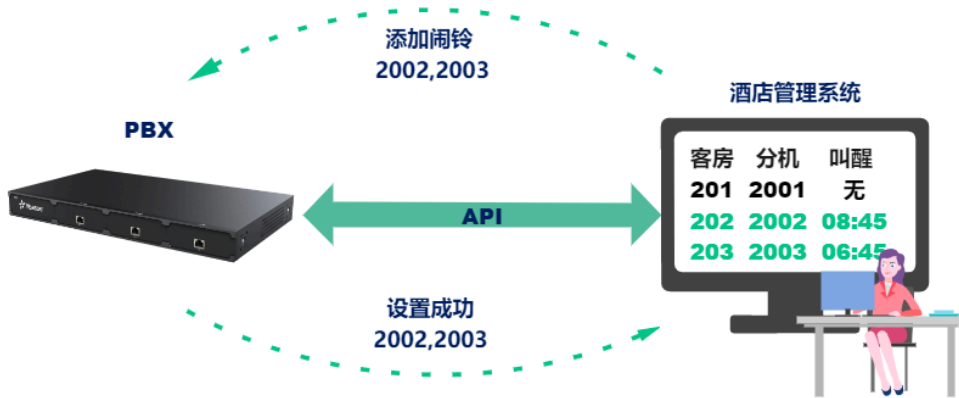 添加闹铃
2002,2003
酒店管理系统
PBX
客房 分机 叫醒
201 2001 无
202 2002 08:45
203 2003 06:45
Yeastar
API
设置成功
2002,2003